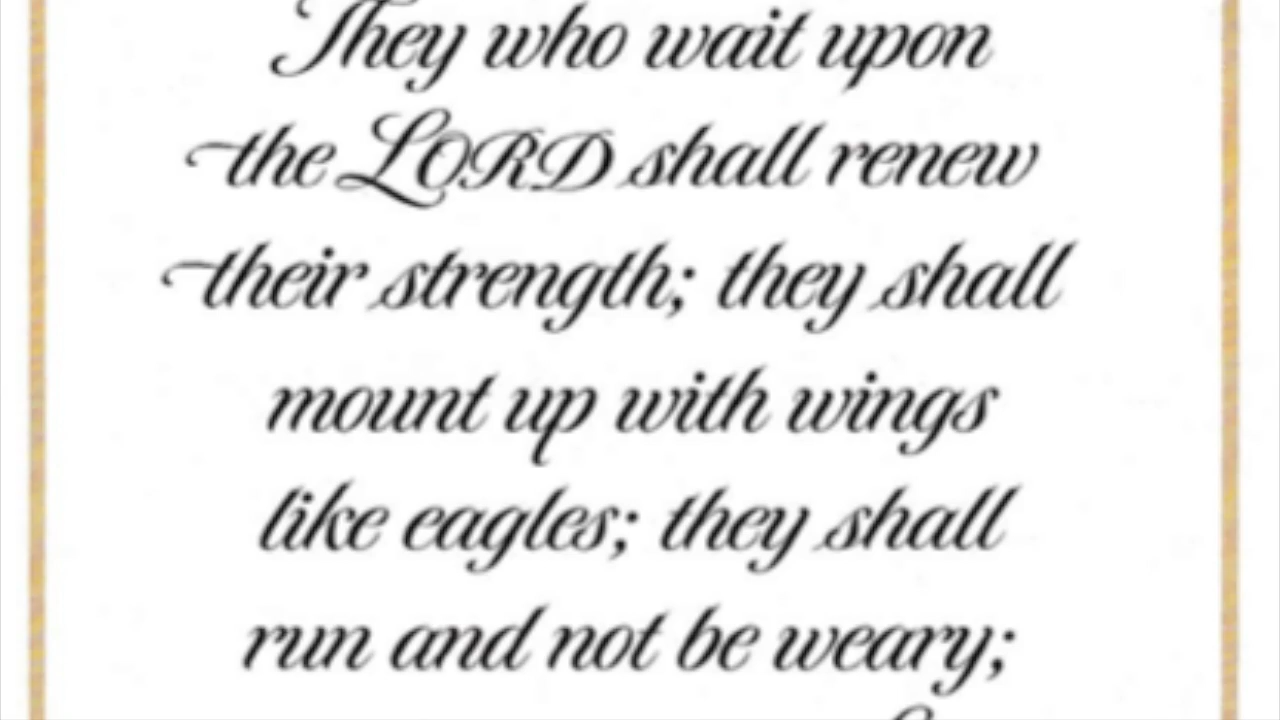 They who wait upon
the LORD shall renew
their strength; they shall
mount up with wings
like eagles; they shall
run and not be weary;